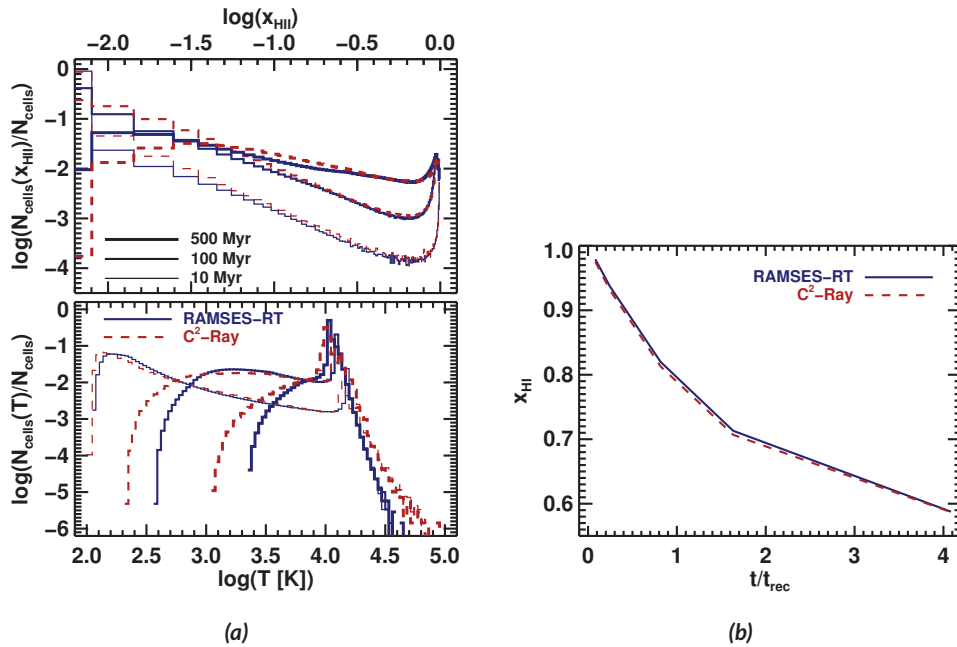 log(x_HII)
−2.0 −1.5 −1.0 −0.5 0.0
log(N_cells(x_HII)/N_cells)
0
−1
−2
−3
−4
500 Myr
100 Myr
10 Myr
log(N_cells(T)/N_cells)
0
−1
−2
−3
−4
−5
−6
RAMSES−RT
C²−Ray
2.0 2.5 3.0 3.5 4.0 4.5 5.0
log(T [K])
(a)
x_HI
1.0
0.9
0.8
0.7
0.6
RAMSES−RT
C²−Ray
0 1 2 3 4
t/t_rec
(b)